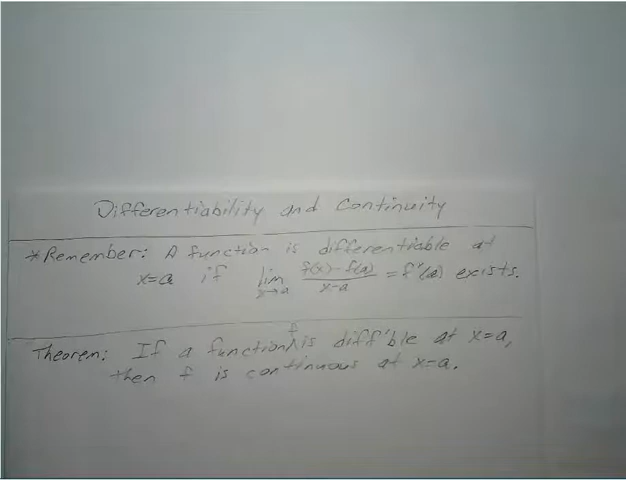 Differentiability and Continuity
*Remember: A function is differentiable at
x=a if lim x→a f(x)-f(a) / x-a = f'(a) exists.
Theorem: If a function f is diff'ble at x=a,
then f is continuous at x=a.